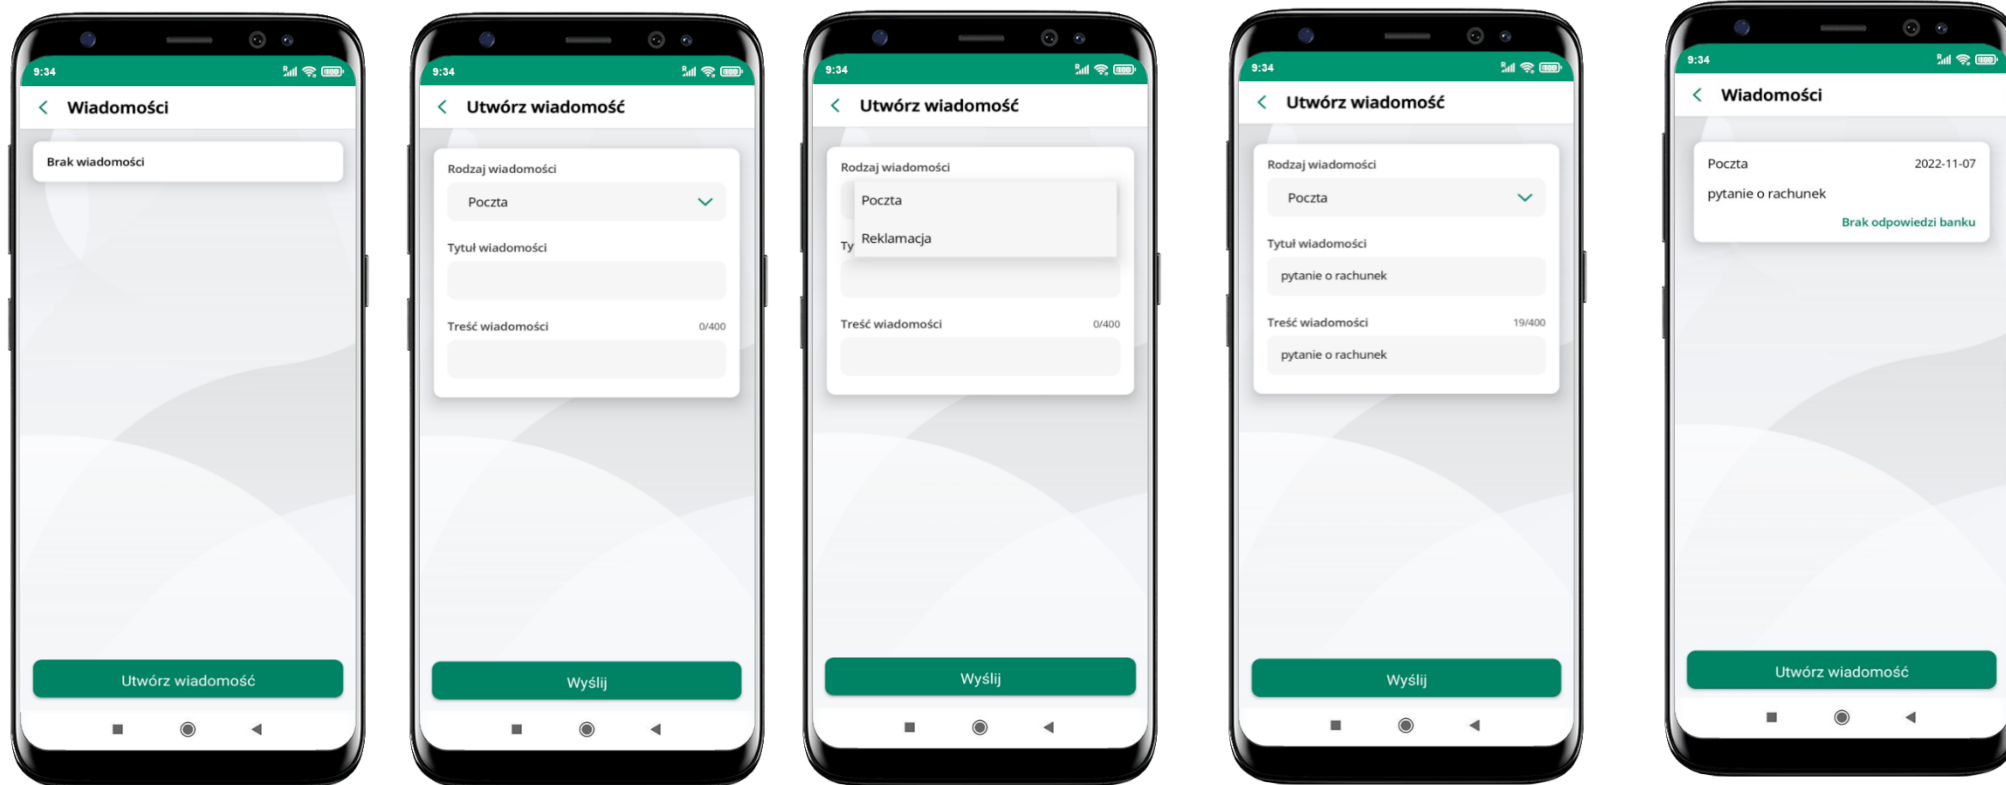 9:34
Wiadomości
Brak wiadomości
Utwórz wiadomość
9:34
Utwórz wiadomość
Rodzaj wiadomości
Poczta
Tytuł wiadomości
Treść wiadomości 0/400
Wyślij
9:34
Utwórz wiadomość
Rodzaj wiadomości
Poczta
Reklamacja
Ty
Treść wiadomości 0/400
Wyślij
9:34
Utwórz wiadomość
Rodzaj wiadomości
Poczta
Tytuł wiadomości
pytanie o rachunek
Treść wiadomości 19/400
pytanie o rachunek
Wyślij
9:34
Wiadomości
Poczta 2022-11-07
pytanie o rachunek
Brak odpowiedzi banku
Utwórz wiadomość